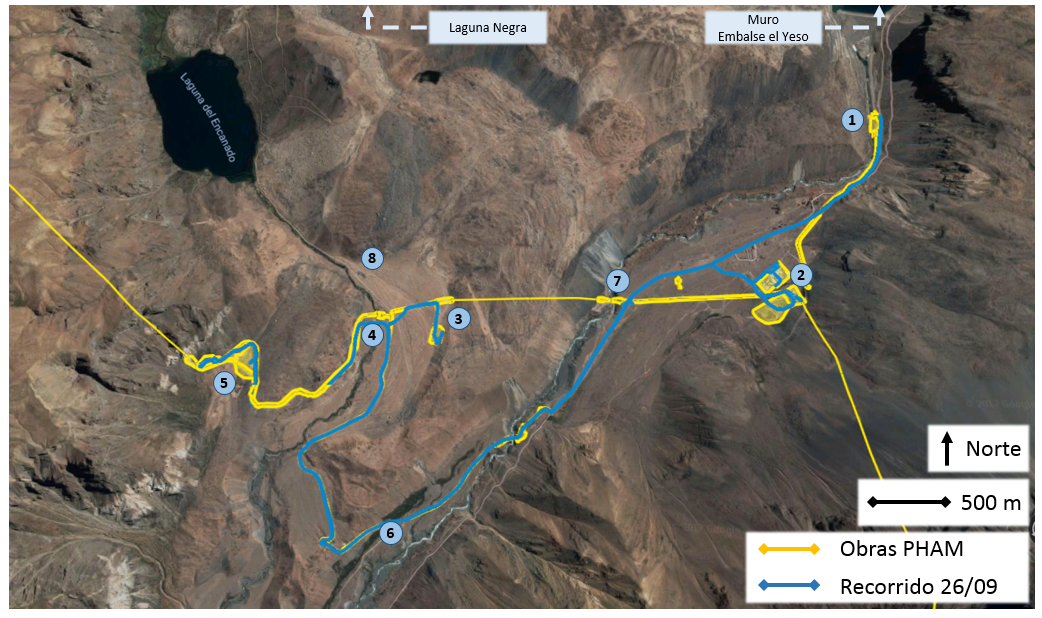 Laguna Negra
Muro
Embalse el Yeso
Laguna del Encanado
1
2
3
4
5
6
7
8
Norte
500 m
Obras PHAM
Recorrido 26/09